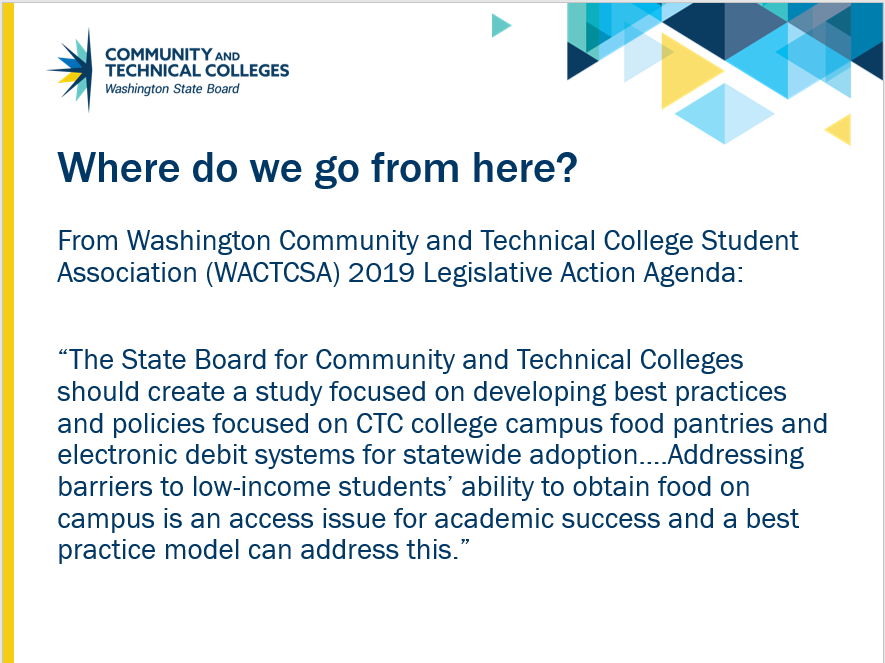 COMMUNITY AND
TECHNICAL COLLEGES
Washington State Board
Where do we go from here?
From Washington Community and Technical College Student
Association (WACTCSA) 2019 Legislative Action Agenda:
“The State Board for Community and Technical Colleges
should create a study focused on developing best practices
and policies focused on CTC college campus food pantries and
electronic debit systems for statewide adoption....Addressing
barriers to low-income students’ ability to obtain food on
campus is an access issue for academic success and a best
practice model can address this.”